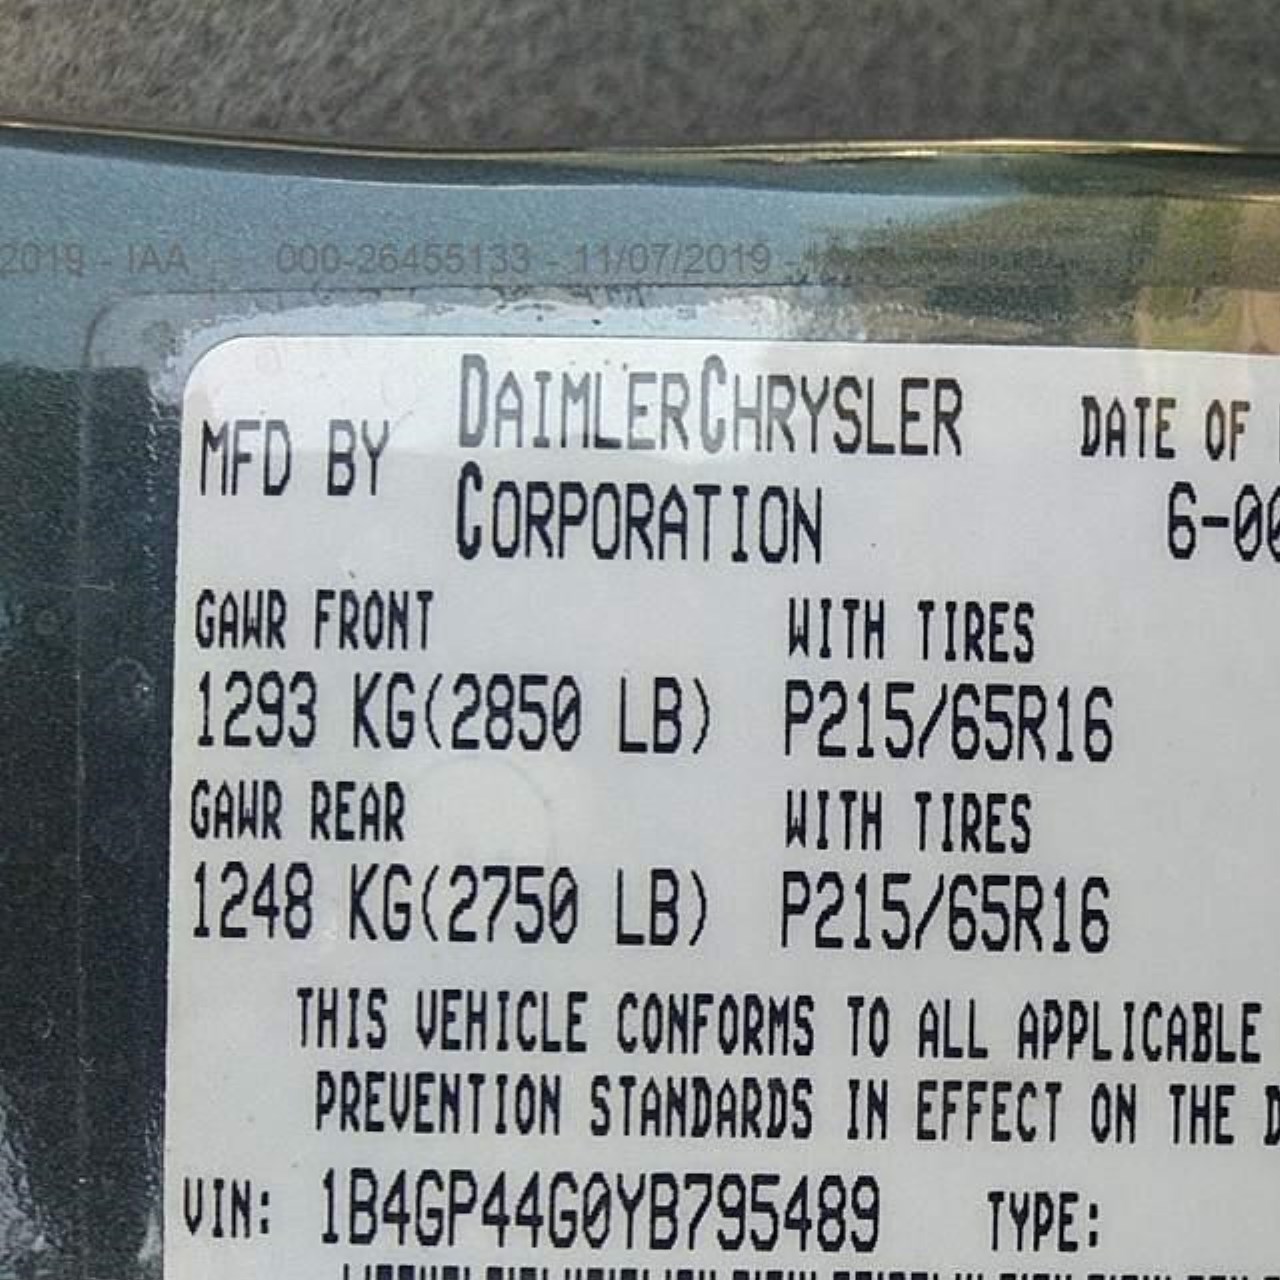 2019 - IAA 000-26455133 - 11/07/2019 -
MFD BY DAIMLERCHRYSLER CORPORATION
DATE OF
6-00
GAWR FRONT WITH TIRES
1293 KG(2850 LB) P215/65R16
GAWR REAR WITH TIRES
1248 KG(2750 LB) P215/65R16
THIS VEHICLE CONFORMS TO ALL APPLICABLE
PREVENTION STANDARDS IN EFFECT ON THE
VIN: 1B4GP44G0YB795489 TYPE: